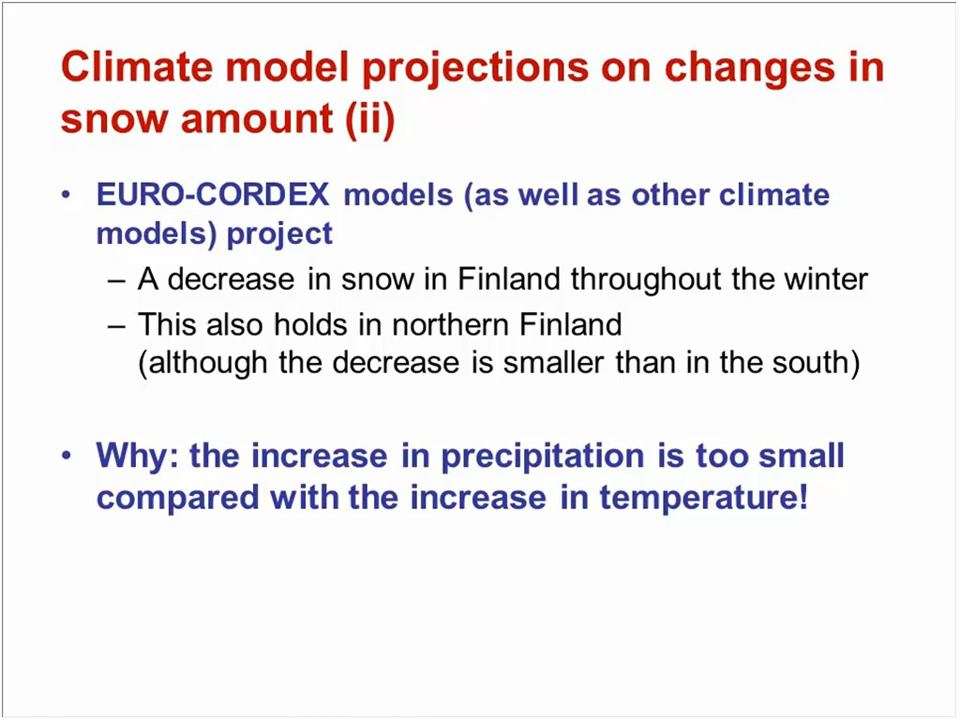 Climate model projections on changes in
snow amount (ii)
• EURO-CORDEX models (as well as other climate
models) project
– A decrease in snow in Finland throughout the winter
– This also holds in northern Finland
(although the decrease is smaller than in the south)
• Why: the increase in precipitation is too small
compared with the increase in temperature!